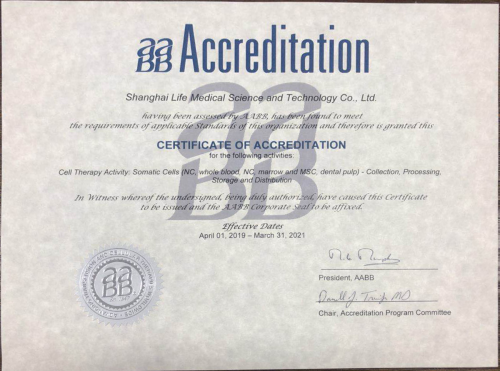 aaBB Accreditation
Shanghai Life Medical Science and Technology Co., Ltd.
having been assessed by AABB, has been found to meet
the requirements of applicable Standards of this organization and therefore is granted this
CERTIFICATE OF ACCREDITATION
for the following activities:
Cell Therapy Activity: Somatic Cells (NC, whole blood, NC, marrow and MSC, dental pulp) - Collection, Processing,
Storage and Distribution
In Witness whereof the undersigned, being duly authorized, have caused this Certificate
to be issued and the AABB Corporate Seal to be affixed.
Effective Dates
April 01, 2019 – March 31, 2021
President, AABB
Chair, Accreditation Program Committee
aaBB